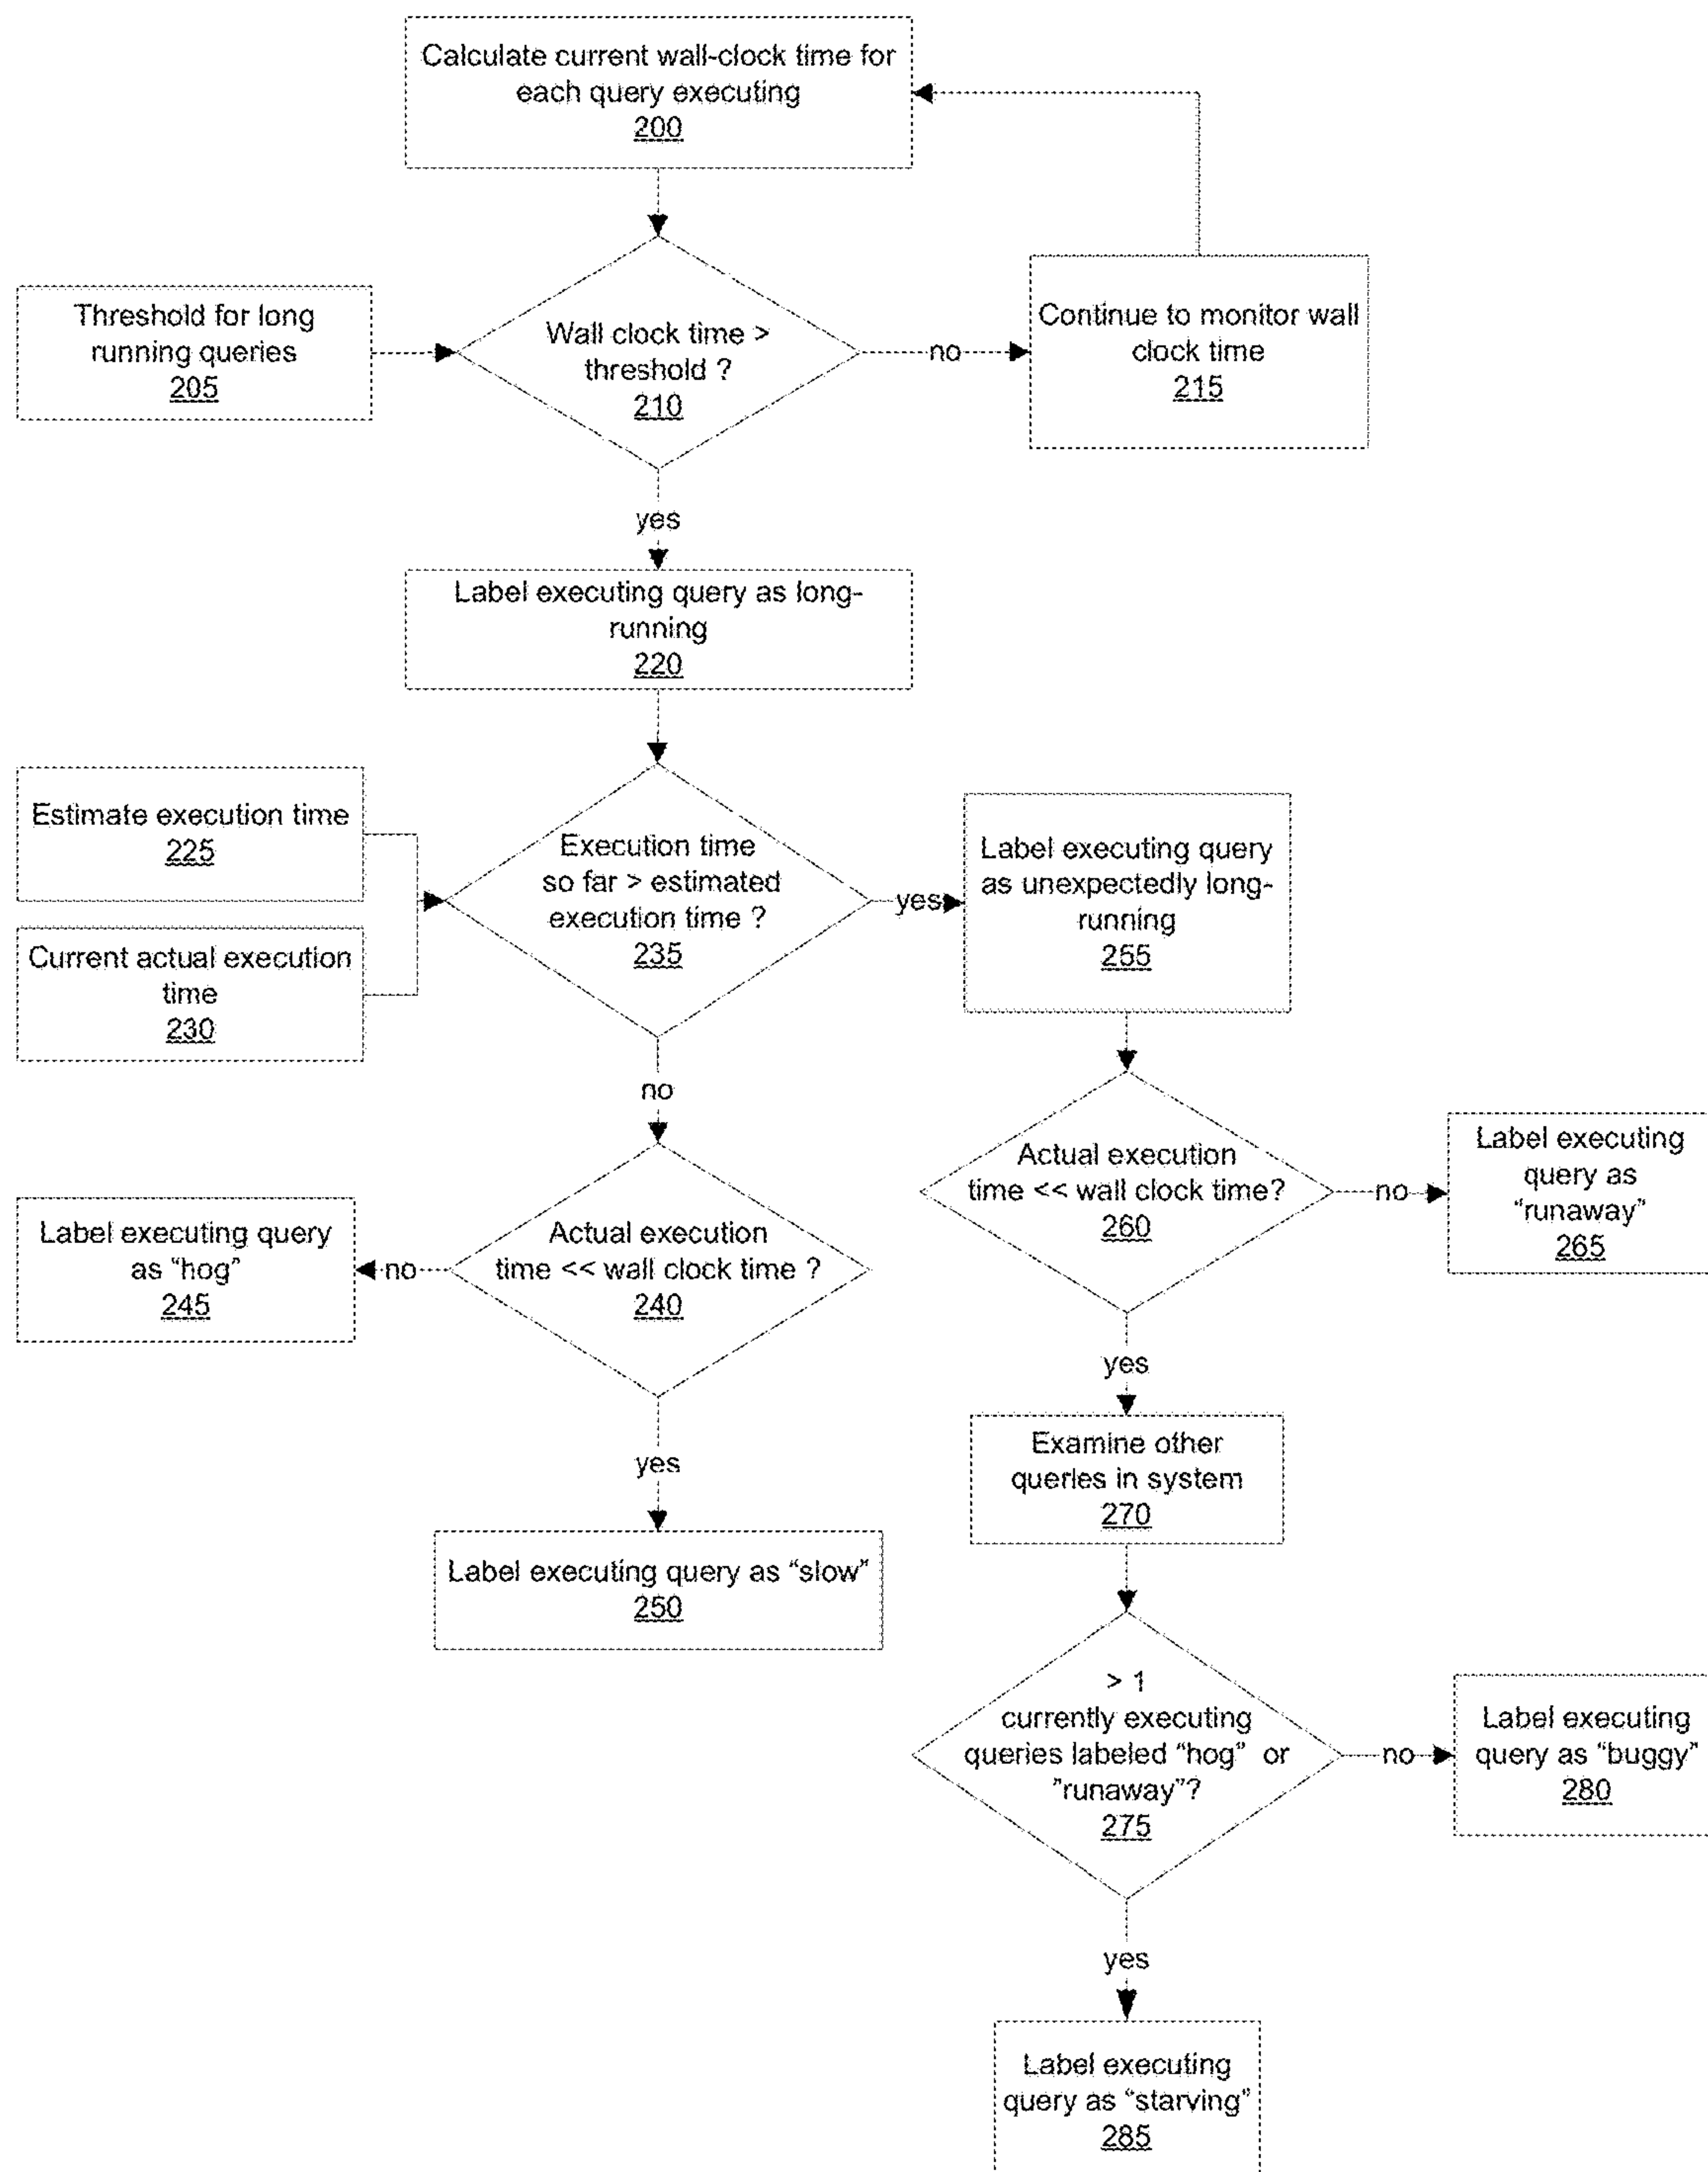 Calculate current wall-clock time for
each query executing
200
Threshold for long
running queries
205
Wall clock time >
threshold ?
210
no
Continue to monitor wall
clock time
215
yes
Label executing query as long-
running
220
Estimate execution time
225
Current actual execution
time
230
Execution time
so far > estimated
execution time ?
235
yes
Label executing query
as unexpectedly long-
running
255
no
Actual execution
time << wall clock time ?
240
no
Label executing query
as “hog”
245
yes
Label executing query as “slow”
250
Actual execution
time << wall clock time?
260
no
Label executing
query as
“runaway”
265
yes
Examine other
queries in system
270
> 1
currently executing
queries labeled “hog” or
”runaway”?
275
no
Label executing
query as “buggy”
280
yes
Label executing
query as “starving”
285